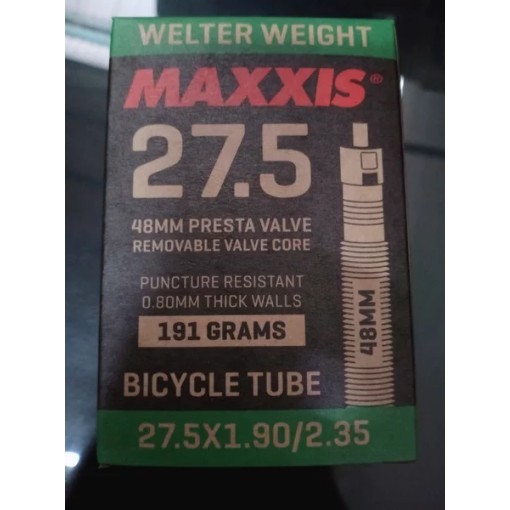 WELTER WEIGHT
MAXXIS®
27.5
48MM PRESTA VALVE
REMOVABLE VALVE CORE
PUNCTURE RESISTANT
0.80MM THICK WALLS
191 GRAMS
48MM
BICYCLE TUBE
27.5X1.90/2.35